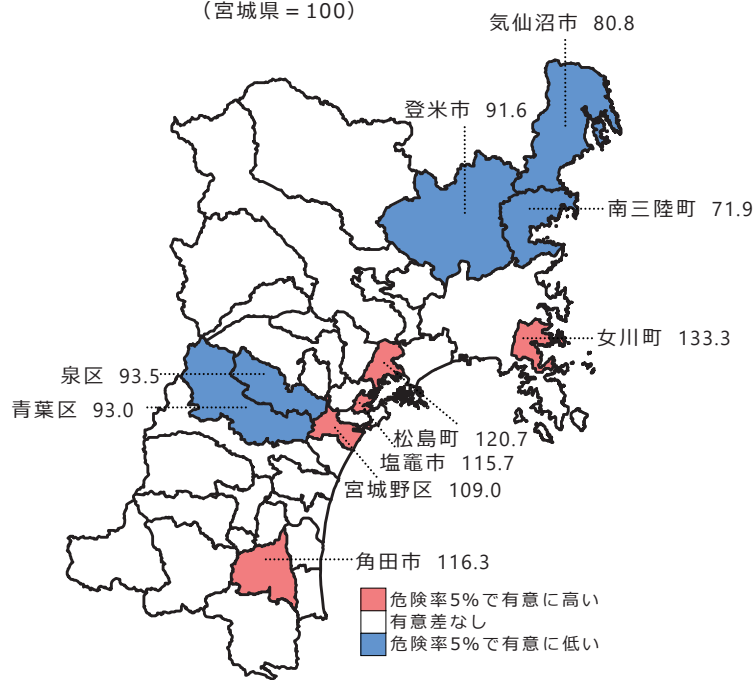 （宮城県＝100）
気仙沼市 80.8
登米市 91.6
南三陸町 71.9
女川町 133.3
泉区 93.5
青葉区 93.0
松島町 120.7
塩竈市 115.7
宮城野区 109.0
角田市 116.3
危険率5%で有意に高い
有意差なし
危険率5%で有意に低い